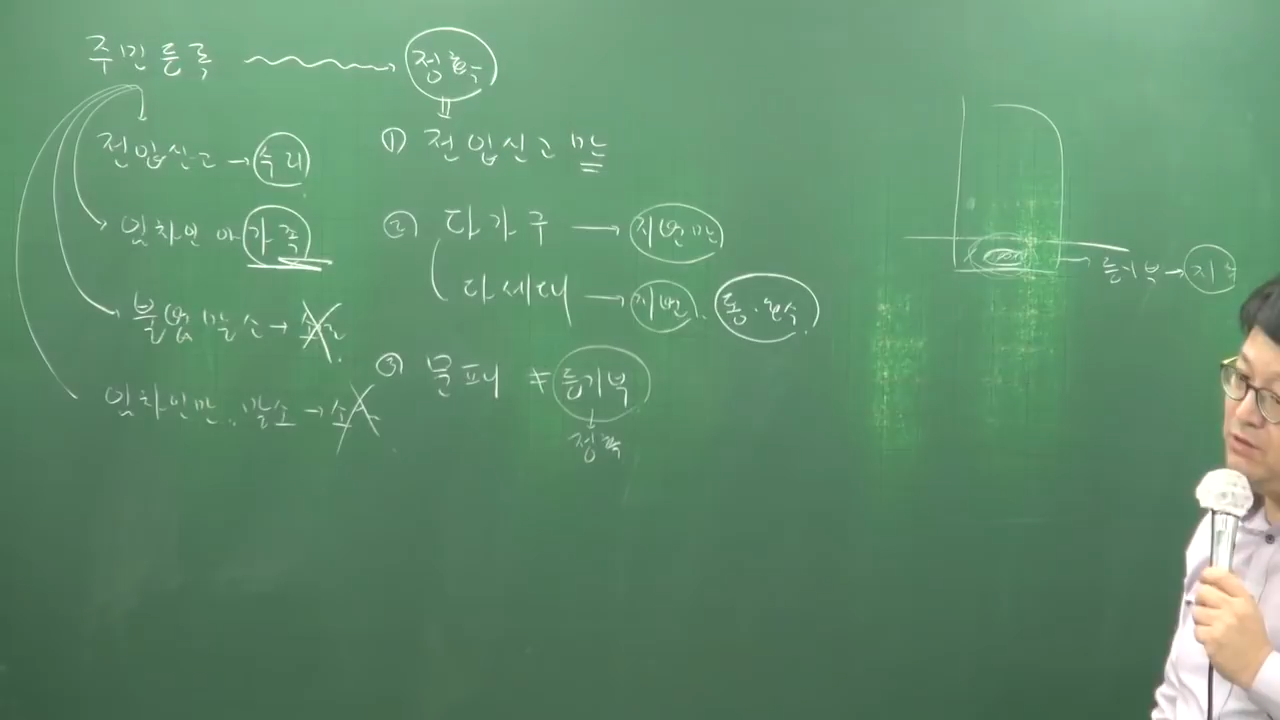 주민등록 → 정확
전입신고 → 수리
임차인 아 가족
불법말소 → 소
임차인만. 말소 → 소
① 전입신고 만
② 다가구 → 지번만
다세대 → 지번, 동·호수
③ 문패 ≠ 등기부
↓
정확
→ 등기부 → 지